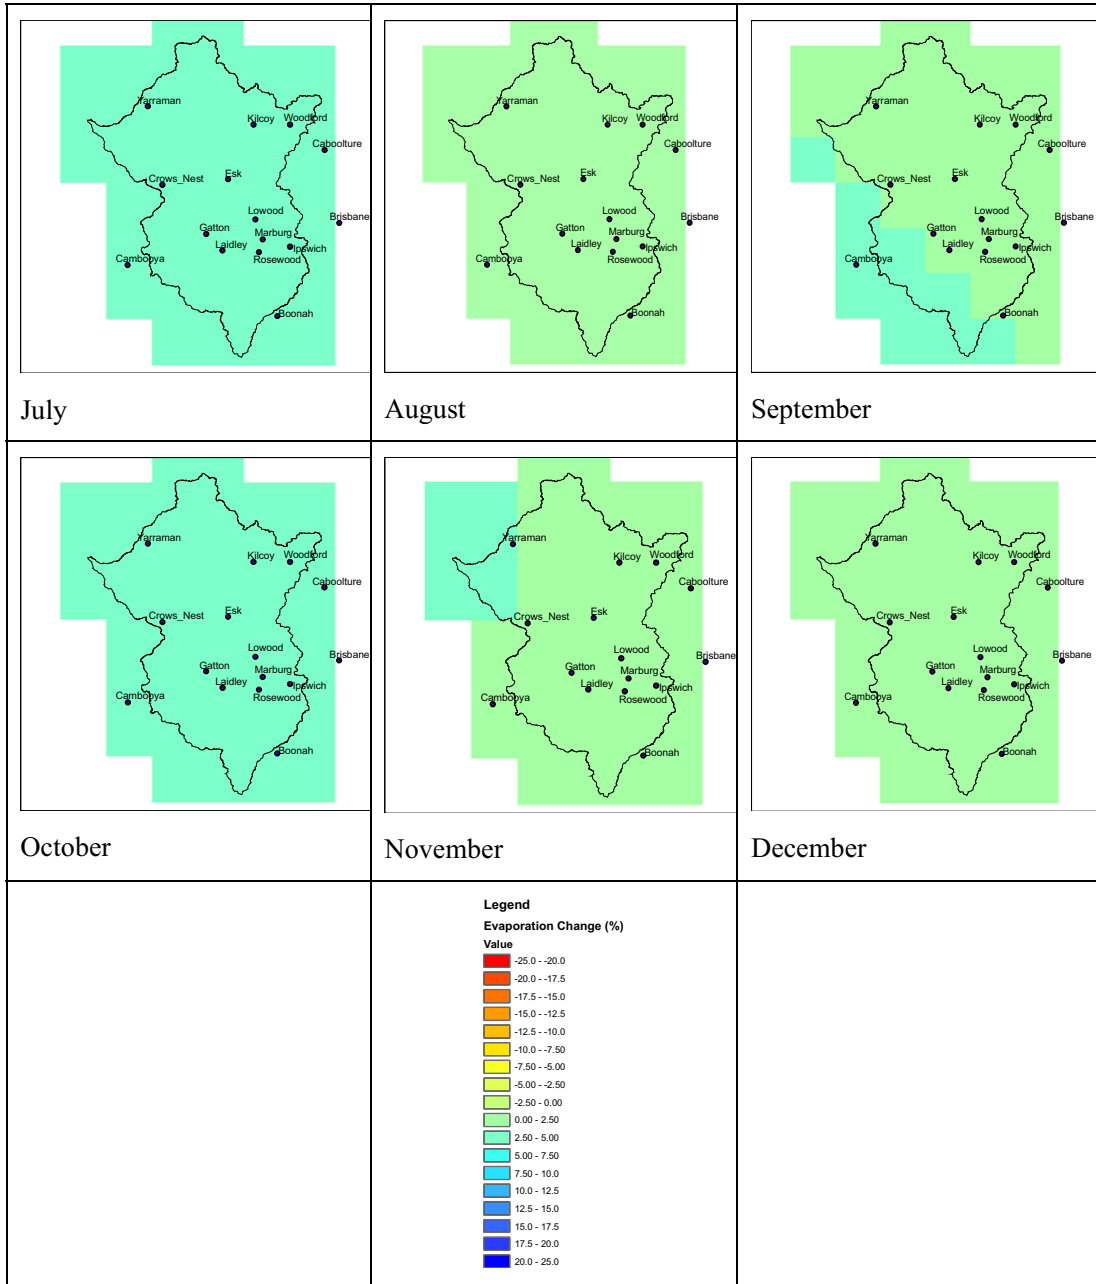 Yarraman
Kilcoy
Woodford
Caboolture
Crows_Nest
Esk
Lowood
Brisbane
Gatton
Marburg
Laidley
Ipswich
Rosewood
Cambooya
Boonah
July
Yarraman
Kilcoy
Woodford
Caboolture
Crows_Nest
Esk
Lowood
Brisbane
Gatton
Marburg
Laidley
Ipswich
Rosewood
Cambooya
Boonah
August
Yarraman
Kilcoy
Woodford
Caboolture
Crows_Nest
Esk
Lowood
Brisbane
Gatton
Marburg
Laidley
Ipswich
Rosewood
Cambooya
Boonah
September
Yarraman
Kilcoy
Woodford
Caboolture
Crows_Nest
Esk
Lowood
Brisbane
Gatton
Marburg
Laidley
Ipswich
Rosewood
Cambooya
Boonah
October
Yarraman
Kilcoy
Woodford
Caboolture
Crows_Nest
Esk
Lowood
Brisbane
Gatton
Marburg
Laidley
Ipswich
Rosewood
Cambooya
Boonah
November
Yarraman
Kilcoy
Woodford
Caboolture
Crows_Nest
Esk
Lowood
Brisbane
Gatton
Marburg
Laidley
Ipswich
Rosewood
Cambooya
Boonah
December
Legend
Evaporation Change (%)
Value
-25.0 - -20.0
-20.0 - -17.5
-17.5 - -15.0
-15.0 - -12.5
-12.5 - -10.0
-10.0 - -7.50
-7.50 - -5.00
-5.00 - -2.50
-2.50 - 0.00
0.00 - 2.50
2.50 - 5.00
5.00 - 7.50
7.50 - 10.0
10.0 - 12.5
12.5 - 15.0
15.0 - 17.5
17.5 - 20.0
20.0 - 25.0